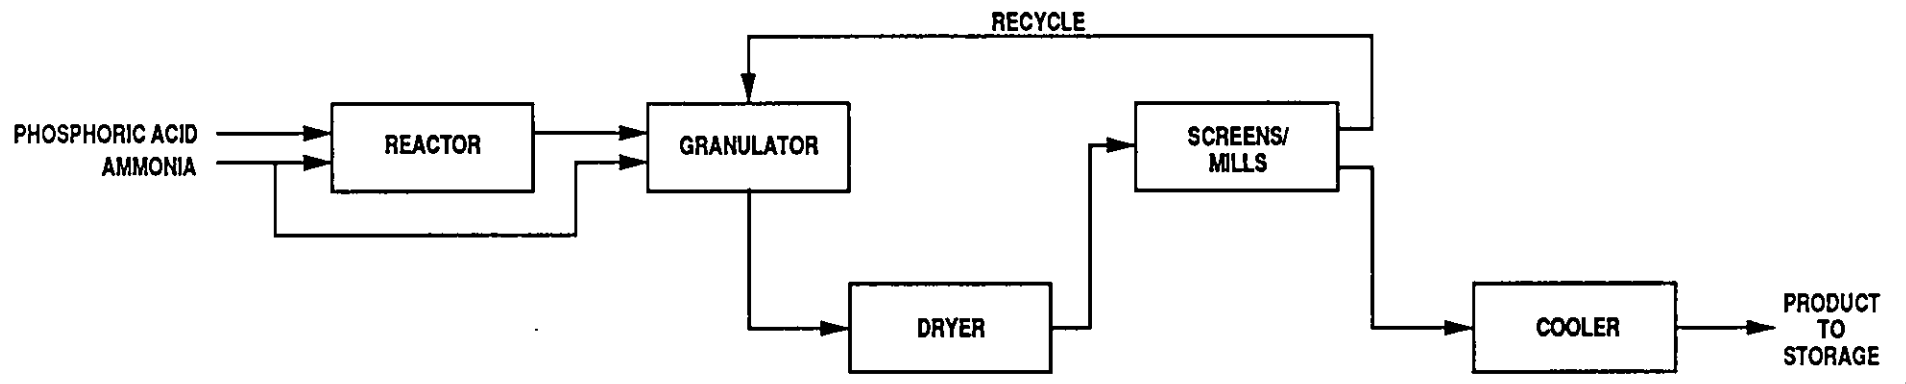 RECYCLE
PHOSPHORIC ACID
AMMONIA
REACTOR
GRANULATOR
SCREENS/
MILLS
DRYER
COOLER
PRODUCT
TO
STORAGE